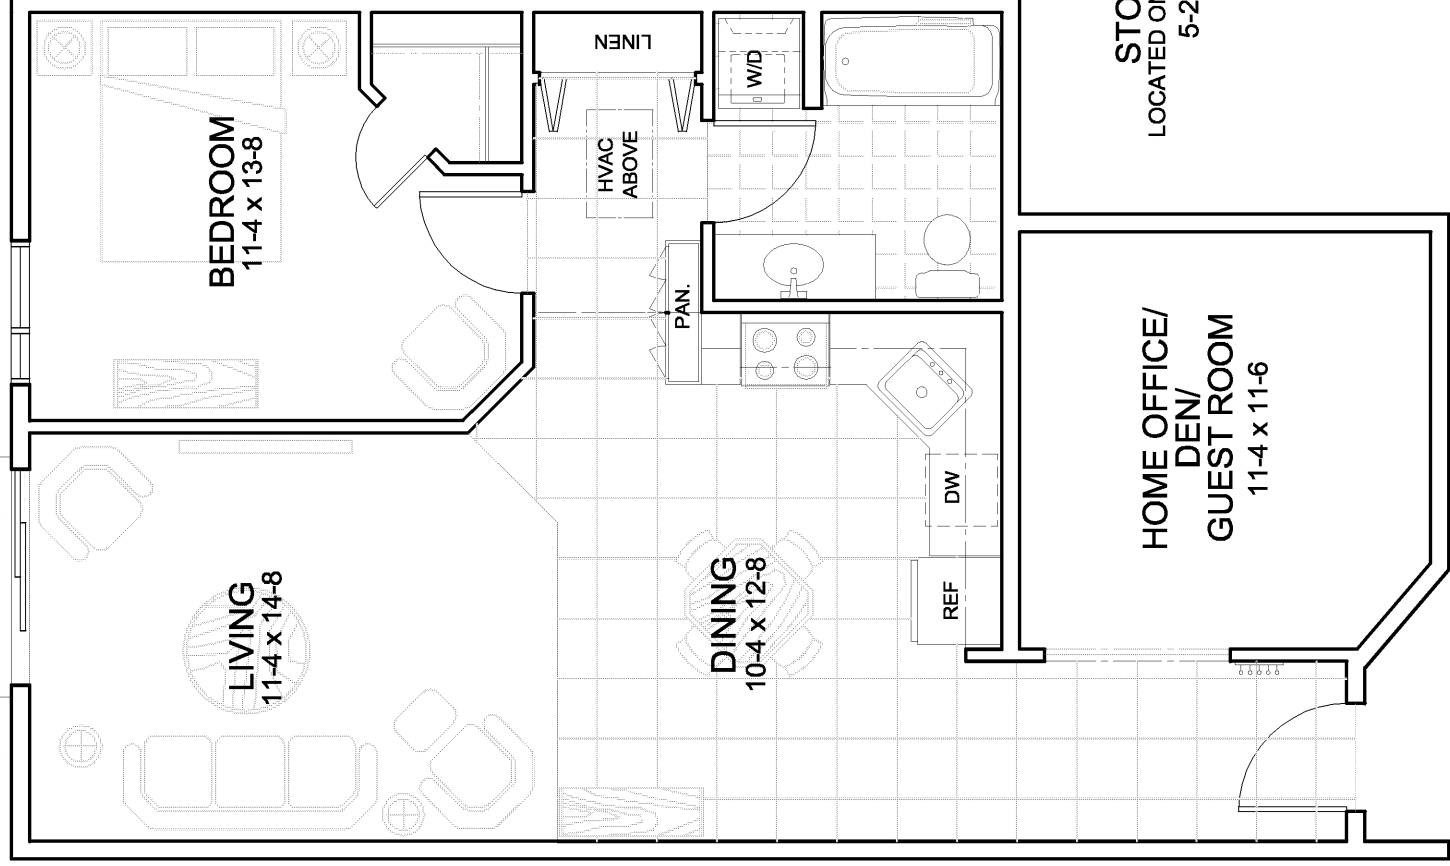 LINEN
W/D
STO
LOCATED ON
5-2
BEDROOM
11-4 x 13-8
HVAC
ABOVE
PAN.
HOME OFFICE/
DEN/
GUEST ROOM
11-4 x 11-6
DW
LIVING
11-4 x 14-8
DINING
10-4 x 12-8
REF